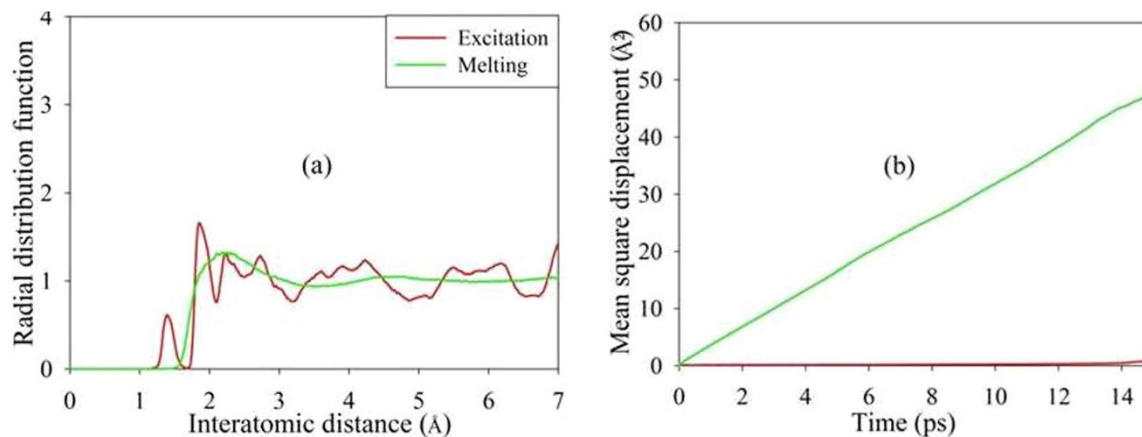 Radial distribution function
4
3
2
1
0
Excitation
Melting
(a)
0 1 2 3 4 5 6 7
Interatomic distance (Å)
Mean square displacement (Å²)
60
50
40
30
20
10
0
(b)
0 2 4 6 8 10 12 14
Time (ps)